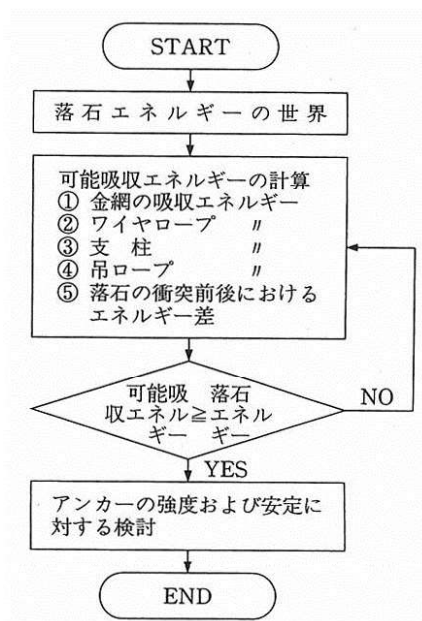 START
落石エネルギーの世界
可能吸収エネルギーの計算
① 金網の吸収エネルギー
② ワイヤロープ 〃
③ 支 柱 〃
④ 吊ロープ 〃
⑤ 落石の衝突前後における
エネルギー差
可能吸 落石
収エネル≧エネル
ギー ギー
NO
YES
アンカーの強度および安定に
対する検討
END